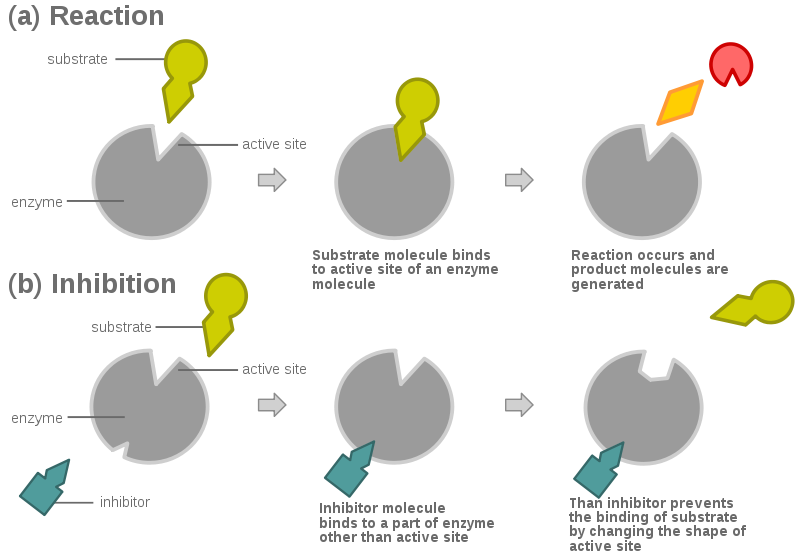 (a) Reaction
substrate
active site
enzyme
Substrate molecule binds
to active site of an enzyme
molecule
Reaction occurs and
product molecules are
generated
(b) Inhibition
substrate
active site
enzyme
inhibitor
Inhibitor molecule
binds to a part of enzyme
other than active site
Than inhibitor prevents
the binding of substrate
by changing the shape of
active site